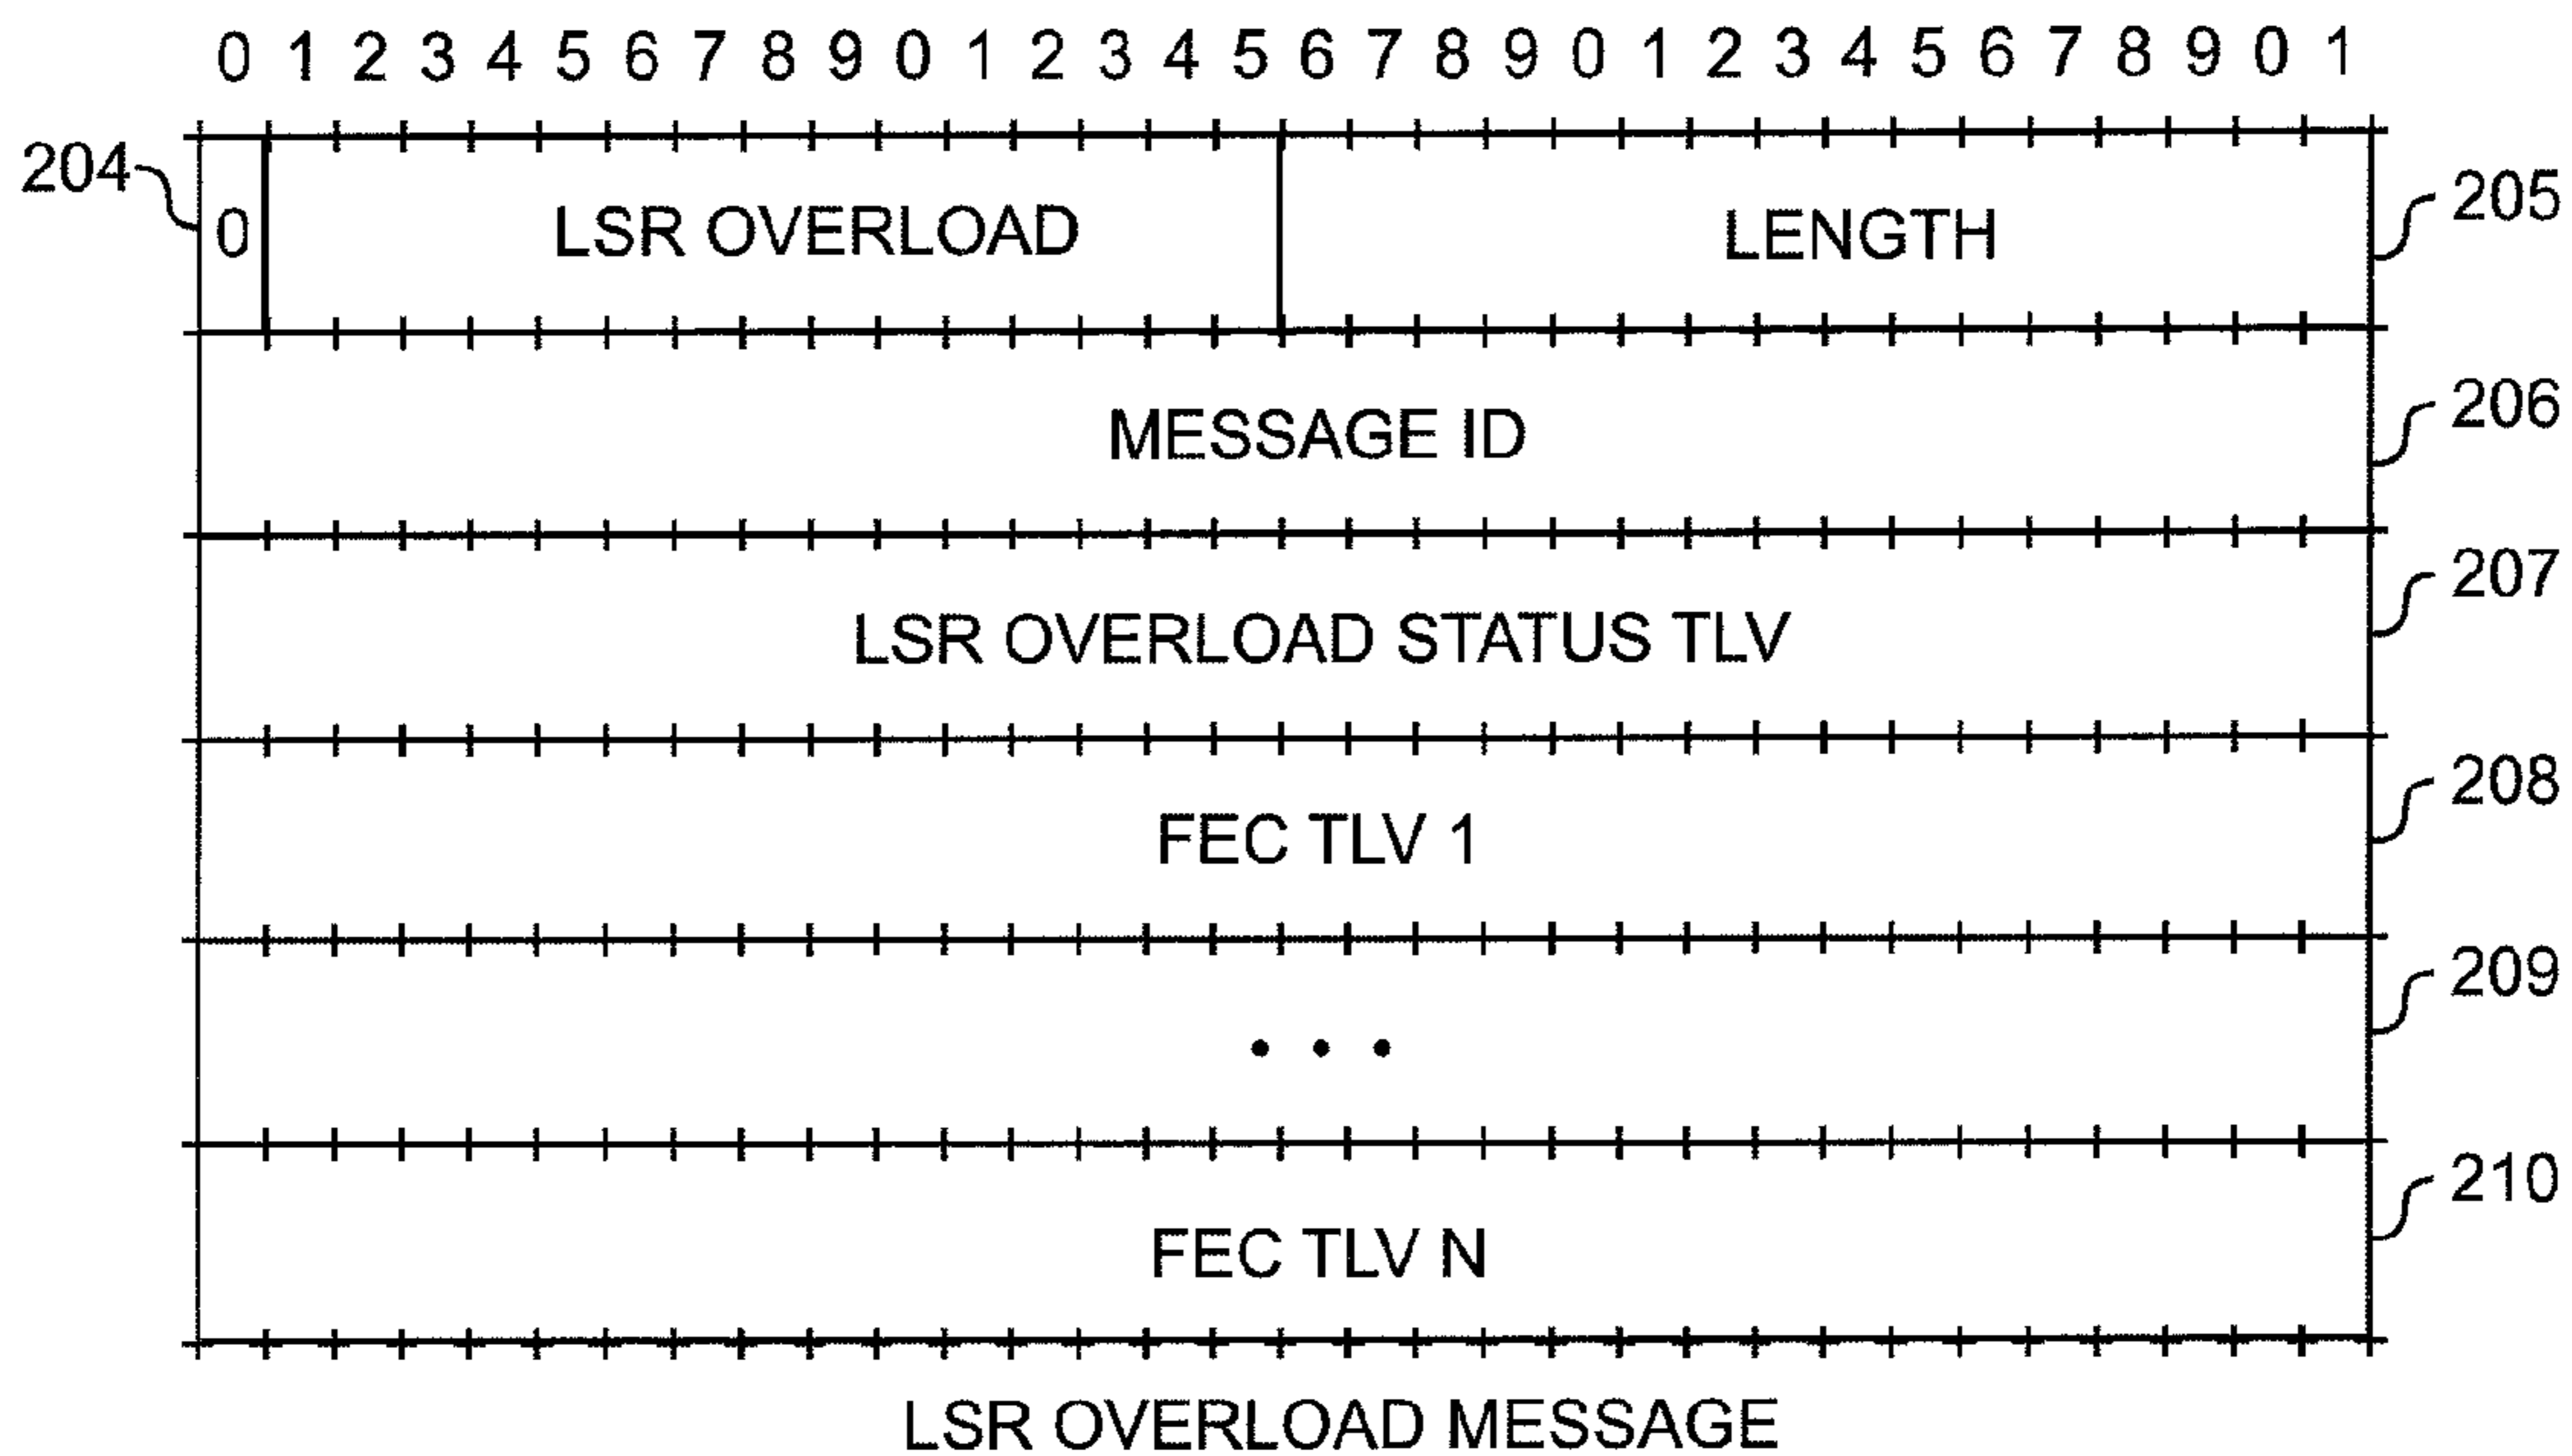 0 1 2 3 4 5 6 7 8 9 0 1 2 3 4 5 6 7 8 9 0 1 2 3 4 5 6 7 8 9 0 1
204 0 LSR OVERLOAD LENGTH 205
MESSAGE ID 206
LSR OVERLOAD STATUS TLV 207
FEC TLV 1 208
• • • 209
FEC TLV N 210
LSR OVERLOAD MESSAGE